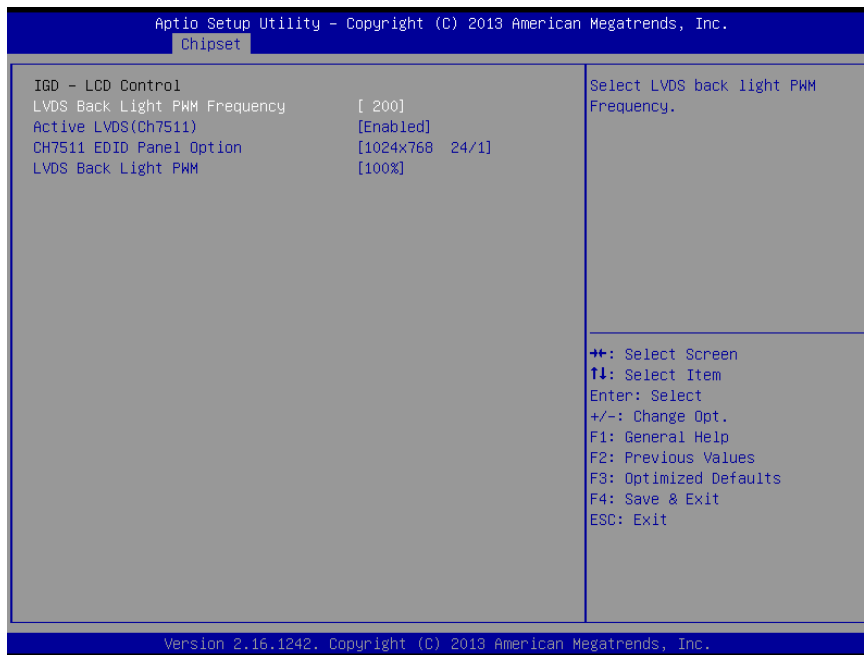 Aptio Setup Utility – Copyright (C) 2013 American Megatrends, Inc.
Chipset
IGD - LCD Control
LVDS Back Light PWM Frequency [ 200]
Active LVDS(Ch7511) [Enabled]
CH7511 EDID Panel Option [1024x768 24/1]
LVDS Back Light PWM [100%]
Select LVDS back light PWM
Frequency.
→←: Select Screen
↑↓: Select Item
Enter: Select
+/-: Change Opt.
F1: General Help
F2: Previous Values
F3: Optimized Defaults
F4: Save & Exit
ESC: Exit
Version 2.16.1242. Copyright (C) 2013 American Megatrends, Inc.